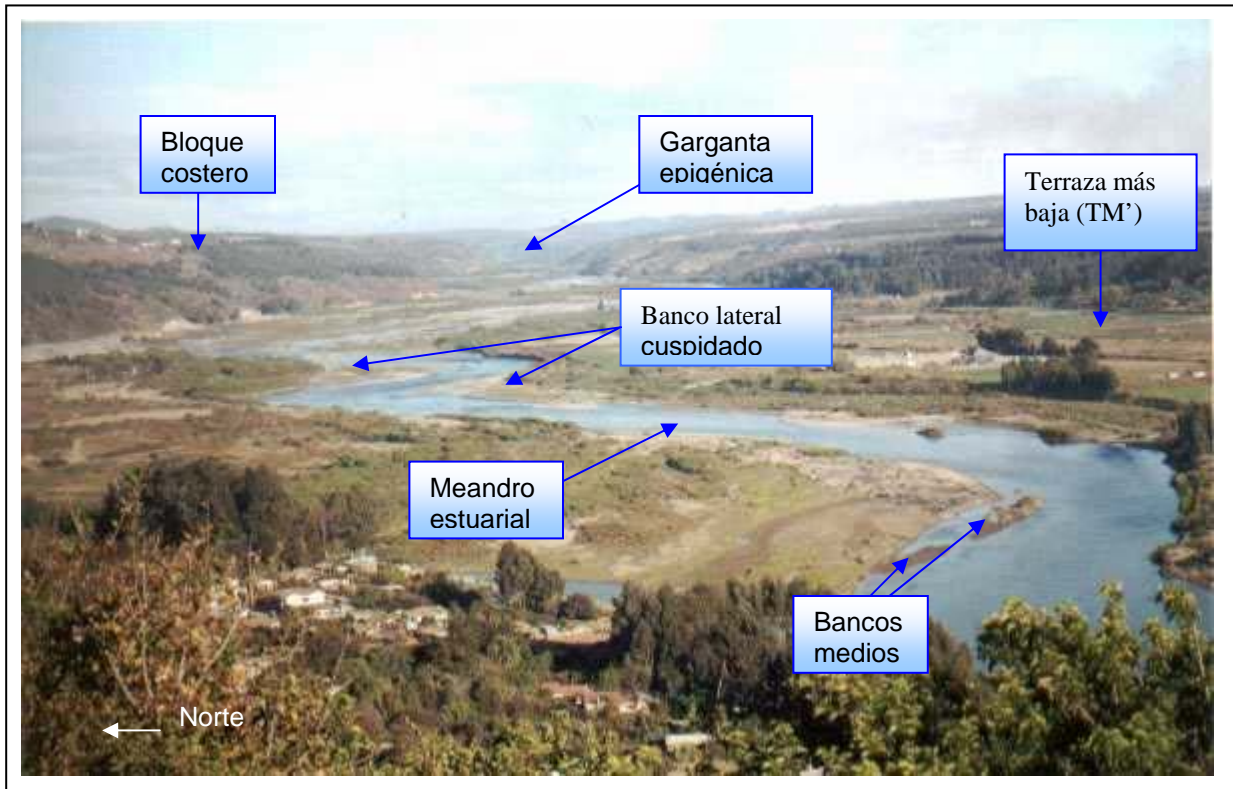 Bloque
costero
Garganta
epigénica
Terraza más
baja (TM’)
Banco lateral
cuspidado
Meandro
estuarial
Bancos
medios
Norte